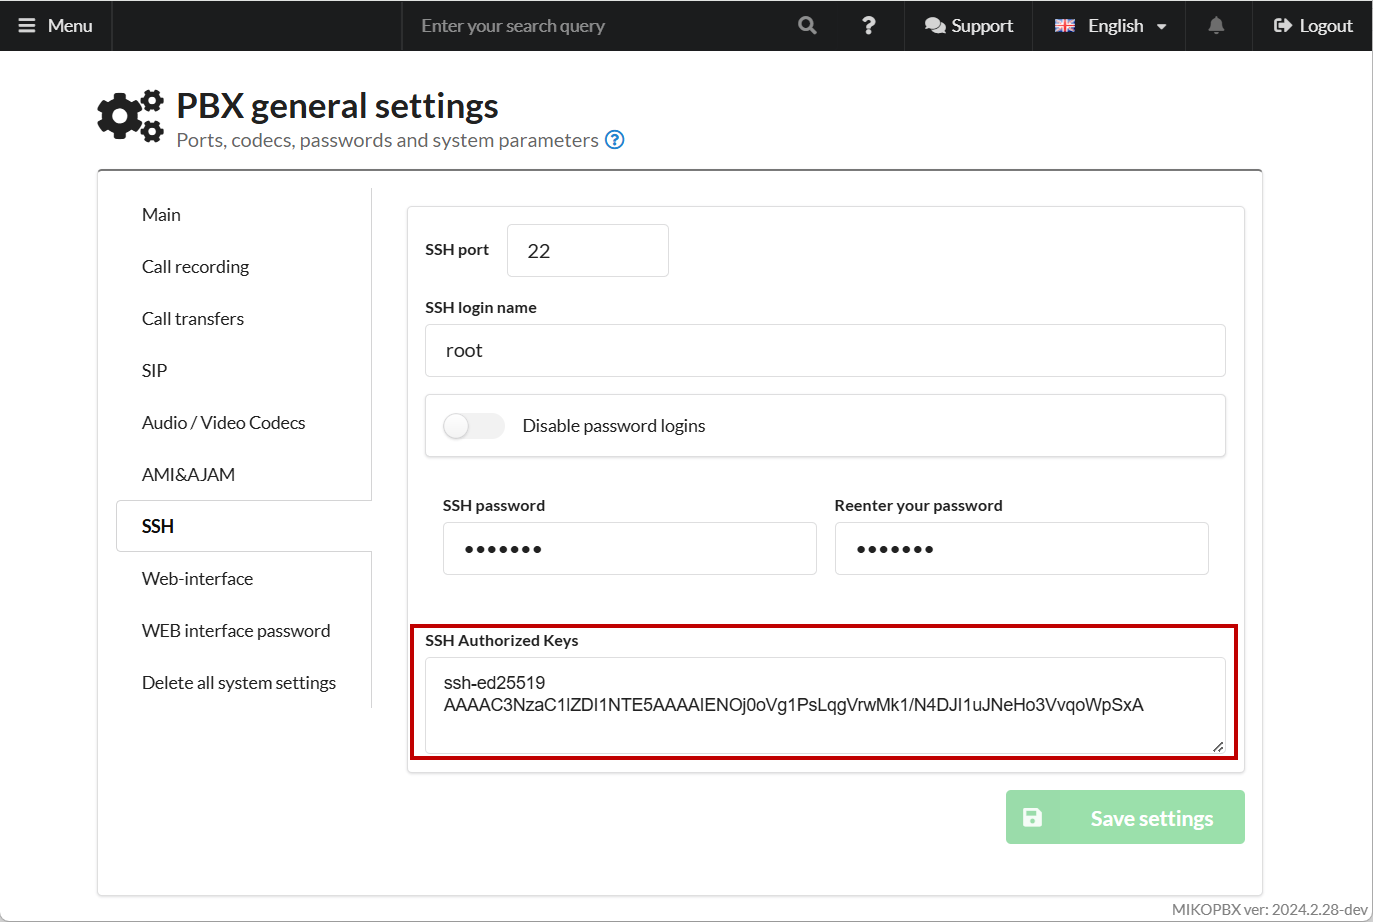 Menu
Enter your search query
?
Support
English
Logout
PBX general settings
Ports, codecs, passwords and system parameters ?
Main
Call recording
Call transfers
SIP
Audio / Video Codecs
AMI&AJAM
SSH
Web-interface
WEB interface password
Delete all system settings
SSH port
22
SSH login name
root
Disable password logins
SSH password
•••••••
Reenter your password
•••••••
SSH Authorized Keys
ssh-ed25519
AAAAC3NzaC1lZDI1NTE5AAAAIENOj0oVg1PsLqgVrwMk1/N4DJI1uJNeHo3VvqoWpSxA
Save settings
MIKOPBX ver: 2024.2.28-dev